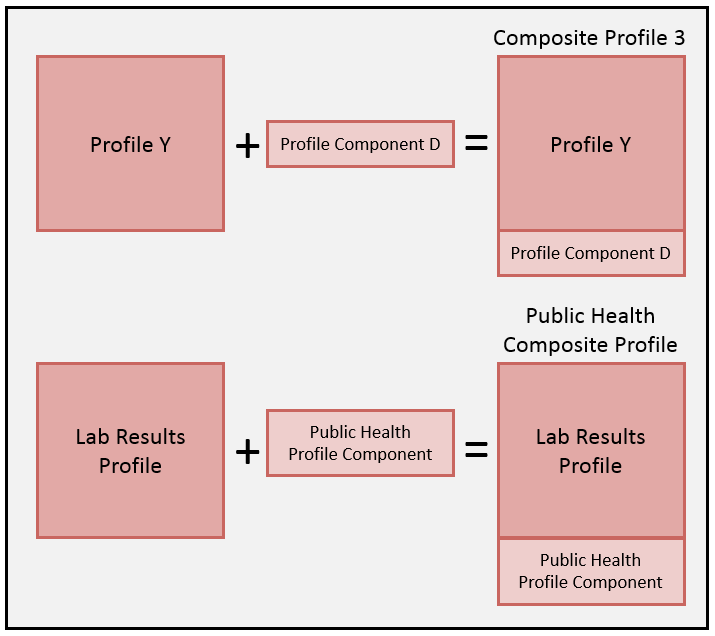 Composite Profile 3
Profile Y
+
Profile Component D
=
Profile Y
Profile Component D
Public Health
Composite Profile
Lab Results
Profile
+
Public Health
Profile Component
=
Lab Results
Profile
Public Health
Profile Component